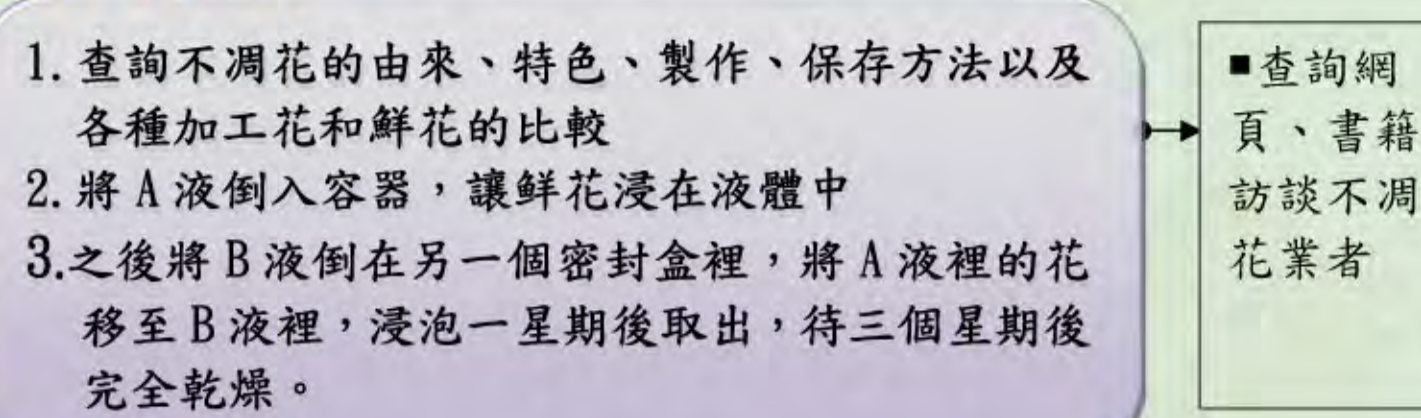 1. 查詢不凋花的由來、特色、製作、保存方法以及
各種加工花和鮮花的比較
2. 將 A 液倒入容器，讓鮮花浸在液體中
3.之後將 B 液倒在另一個密封盒裡，將 A 液裡的花
移至 B 液裡，浸泡一星期後取出，待三個星期後
完全乾燥。
■查詢網
頁、書籍
訪談不凋
花業者